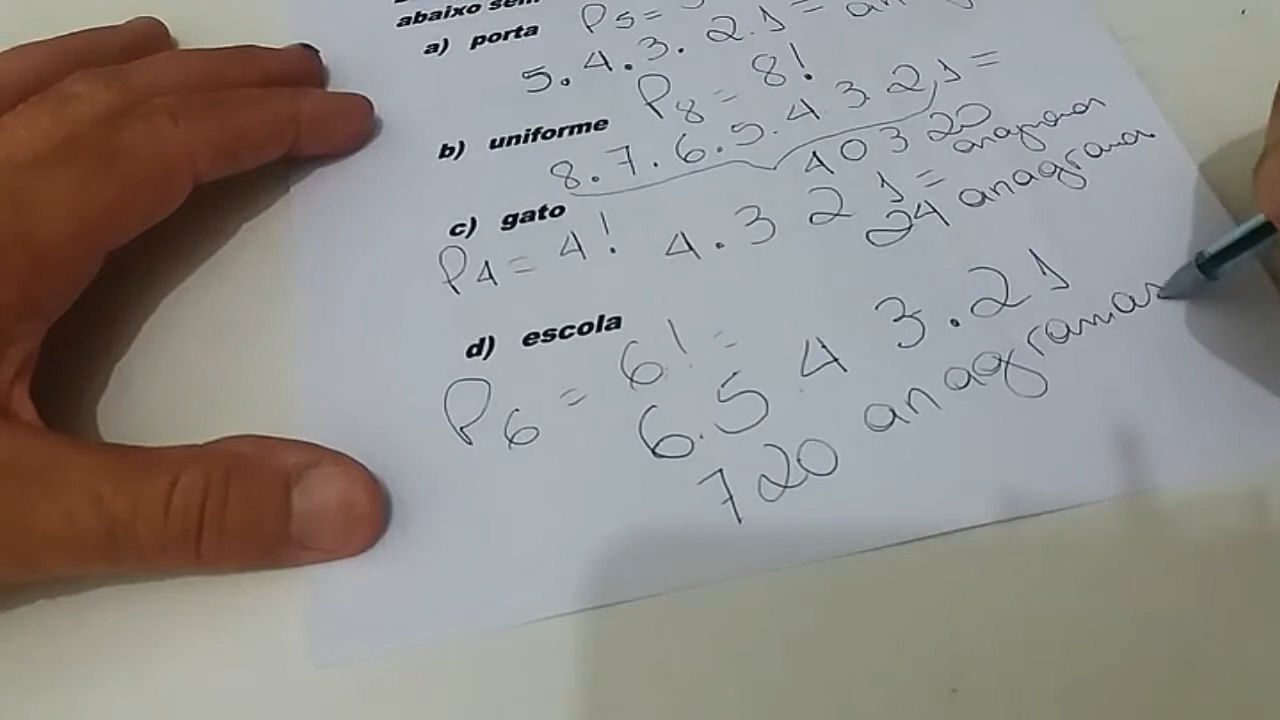 abaixo
a) porta P5=
5.4.3.2.1=
b) uniforme P8=8!
8.7.6.5.4 3 2,1=
40320
anagramas
c) gato
P4=4! 4.3 2 1=
24 anagramas
d) escola
P6=6!=
6.5 4 3.21
720 anagramas